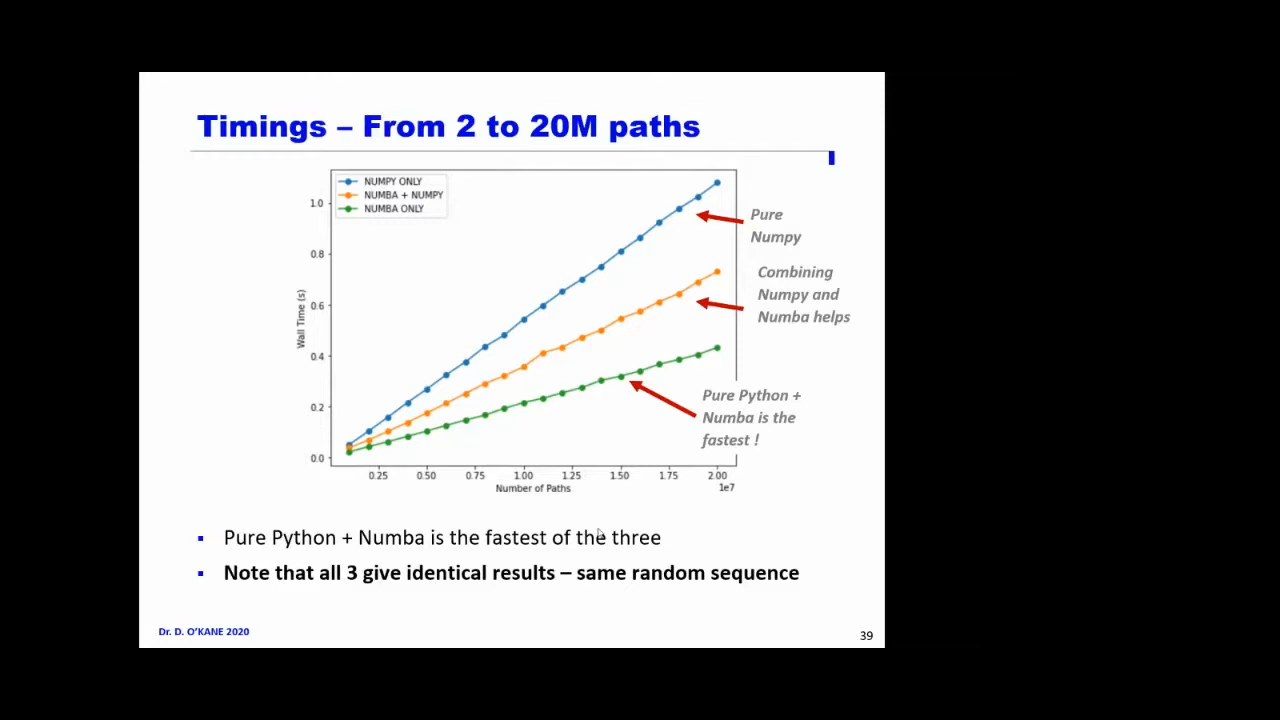 Timings – From 2 to 20M paths
NUMPY ONLY
NUMBA + NUMPY
NUMBA ONLY
1.0
0.8
0.6
0.4
0.2
0.0
Wall Time (s)
0.25 0.50 0.75 1.00 1.25 1.50 1.75 2.00
Number of Paths
1e7
Pure
Numpy
Combining
Numpy and
Numba helps
Pure Python +
Numba is the
fastest !
▪ Pure Python + Numba is the fastest of the three
▪ Note that all 3 give identical results – same random sequence
Dr. D. O'KANE 2020
39